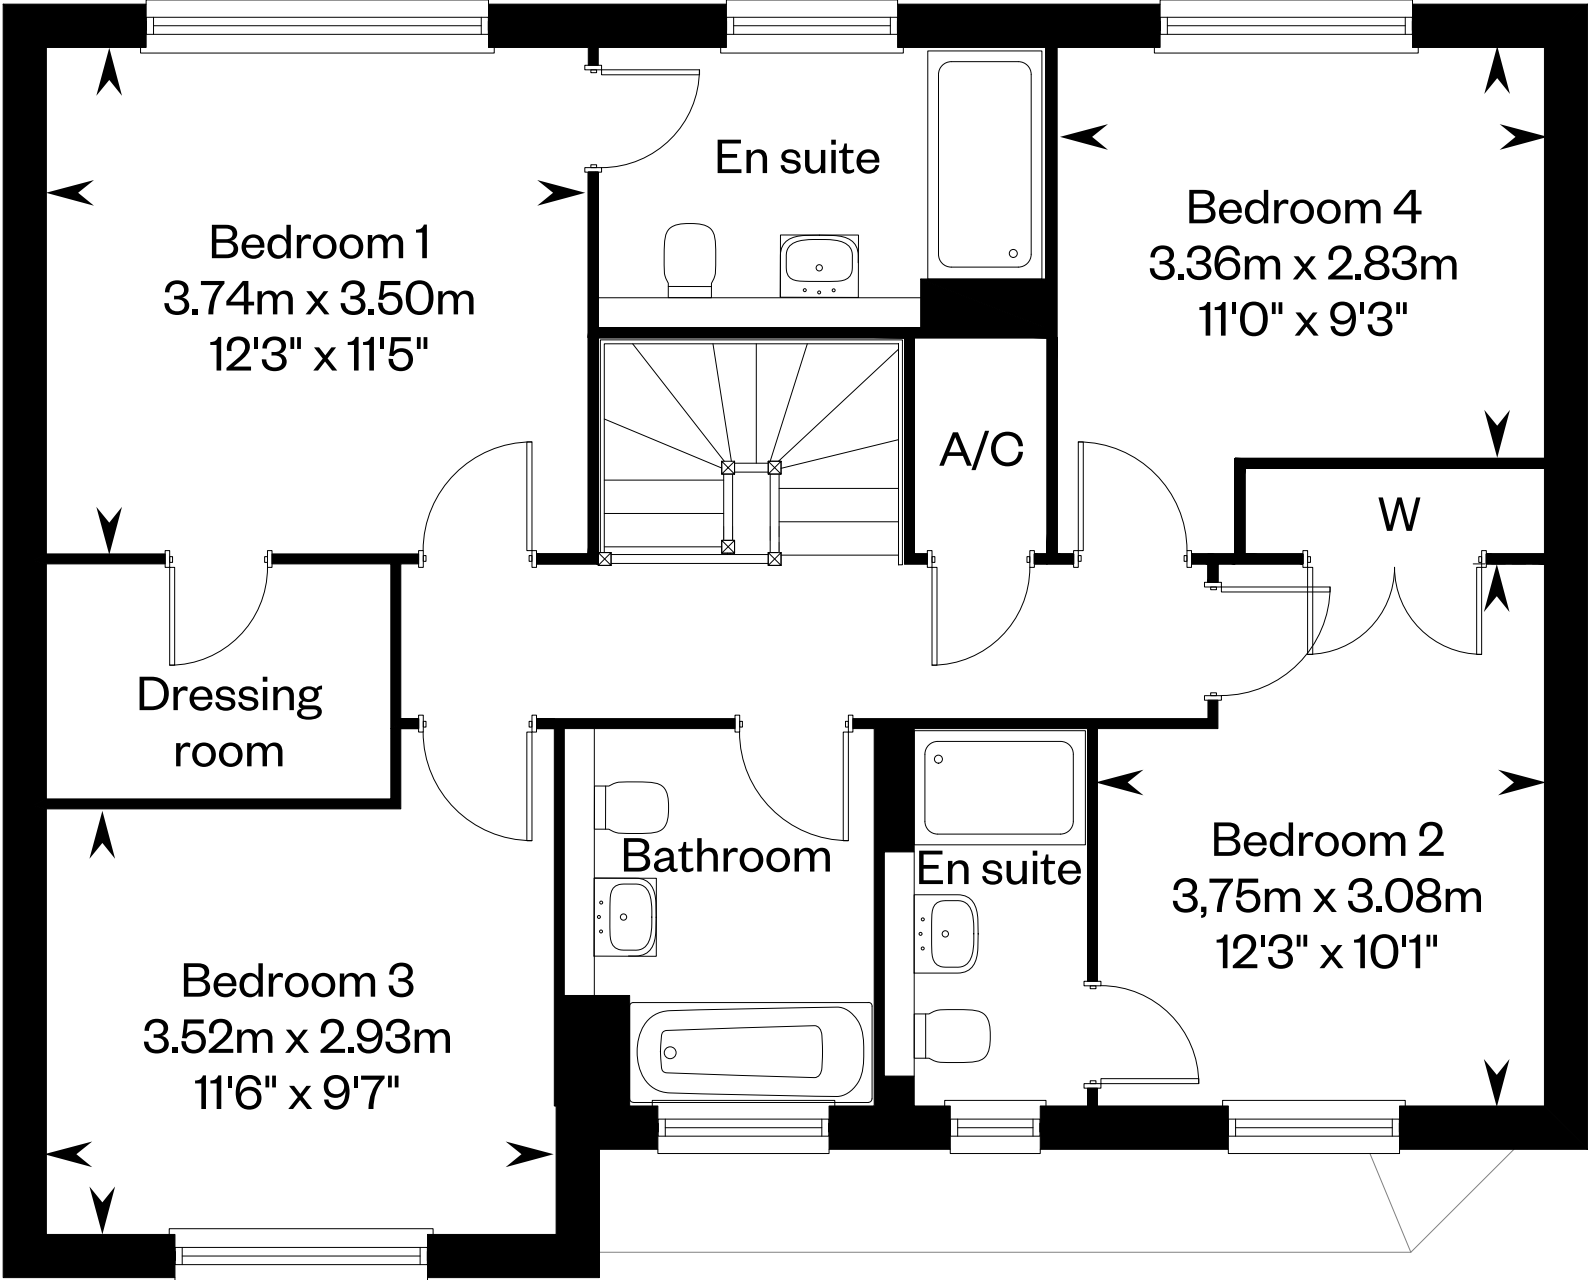 En suite
Bedroom 1
3.74m x 3.50m
12'3" x 11'5"
Bedroom 4
3.36m x 2.83m
11'0" x 9'3"
A/C
W
Dressing
room
Bathroom
En suite
Bedroom 2
3,75m x 3.08m
12'3" x 10'1"
Bedroom 3
3.52m x 2.93m
11'6" x 9'7"